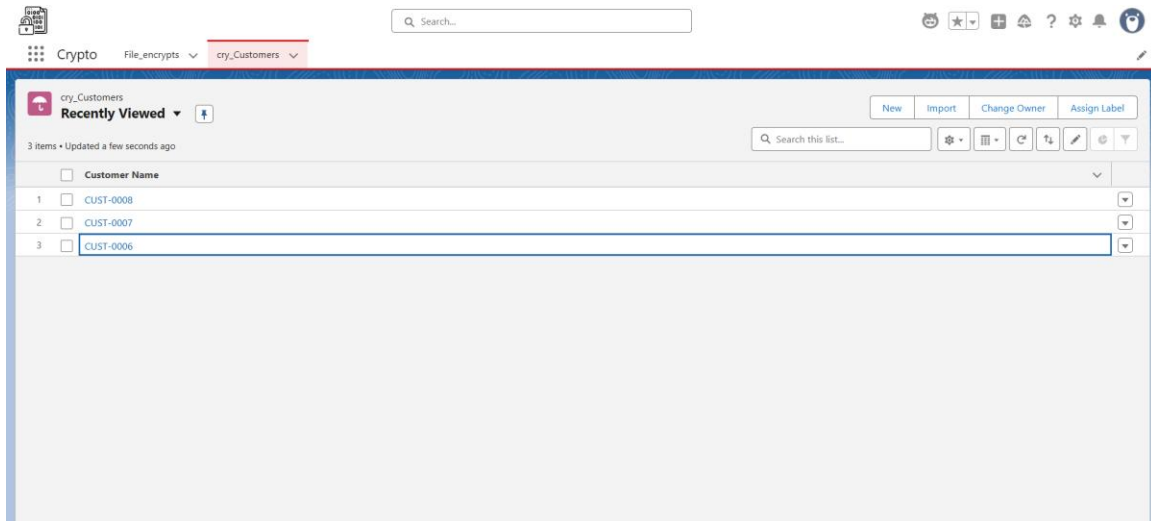 Search...
Crypto File_encrypts cry_Customers
cry_Customers
Recently Viewed
New Import Change Owner Assign Label
3 items • Updated a few seconds ago
Search this list...
Customer Name
1 CUST-0008
2 CUST-0007
3 CUST-0006